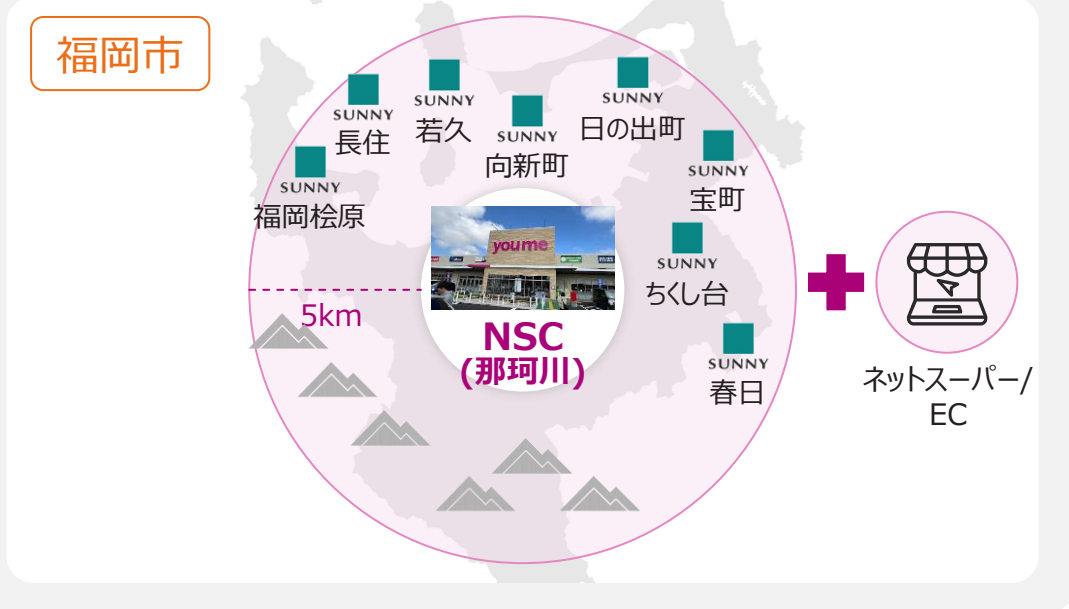 福岡市
SUNNY
長住
SUNNY
若久
SUNNY
向新町
SUNNY
日の出町
SUNNY
宝町
SUNNY
福岡桧原
youme
SUNNY
ちくし台
5km
NSC
(那珂川)
SUNNY
春日
ネットスーパー/
EC